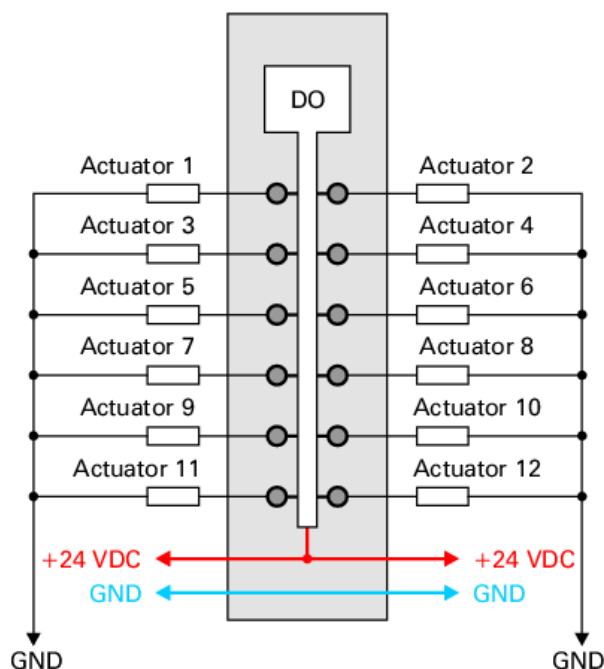 DO
Actuator 1 Actuator 2
Actuator 3 Actuator 4
Actuator 5 Actuator 6
Actuator 7 Actuator 8
Actuator 9 Actuator 10
Actuator 11 Actuator 12
+24 VDC +24 VDC
GND GND
GND GND